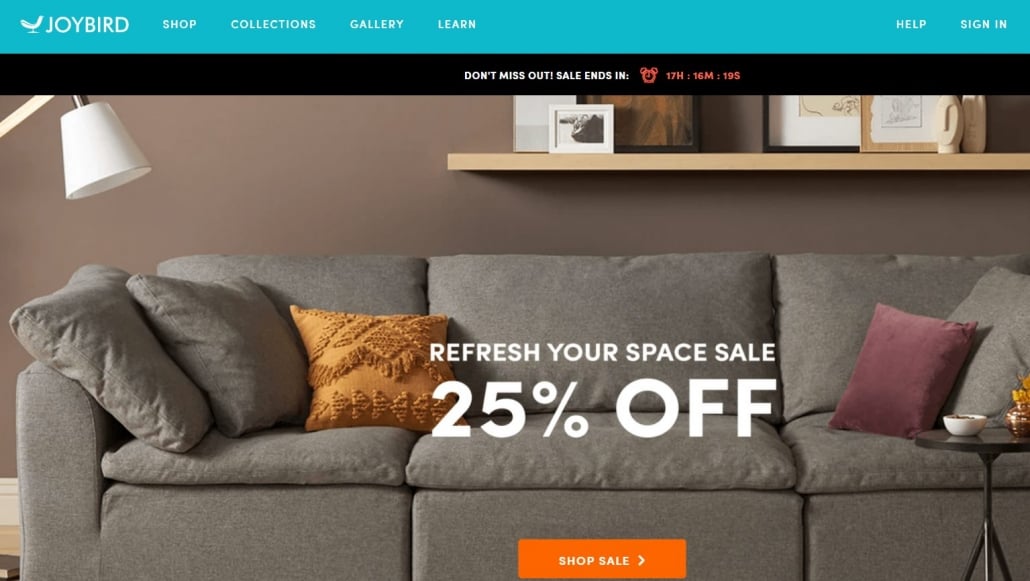 JOYBIRD SHOP COLLECTIONS GALLERY LEARN HELP SIGN IN
DON'T MISS OUT! SALE ENDS IN: 17H : 16M : 19S
REFRESH YOUR SPACE SALE
25% OFF
SHOP SALE